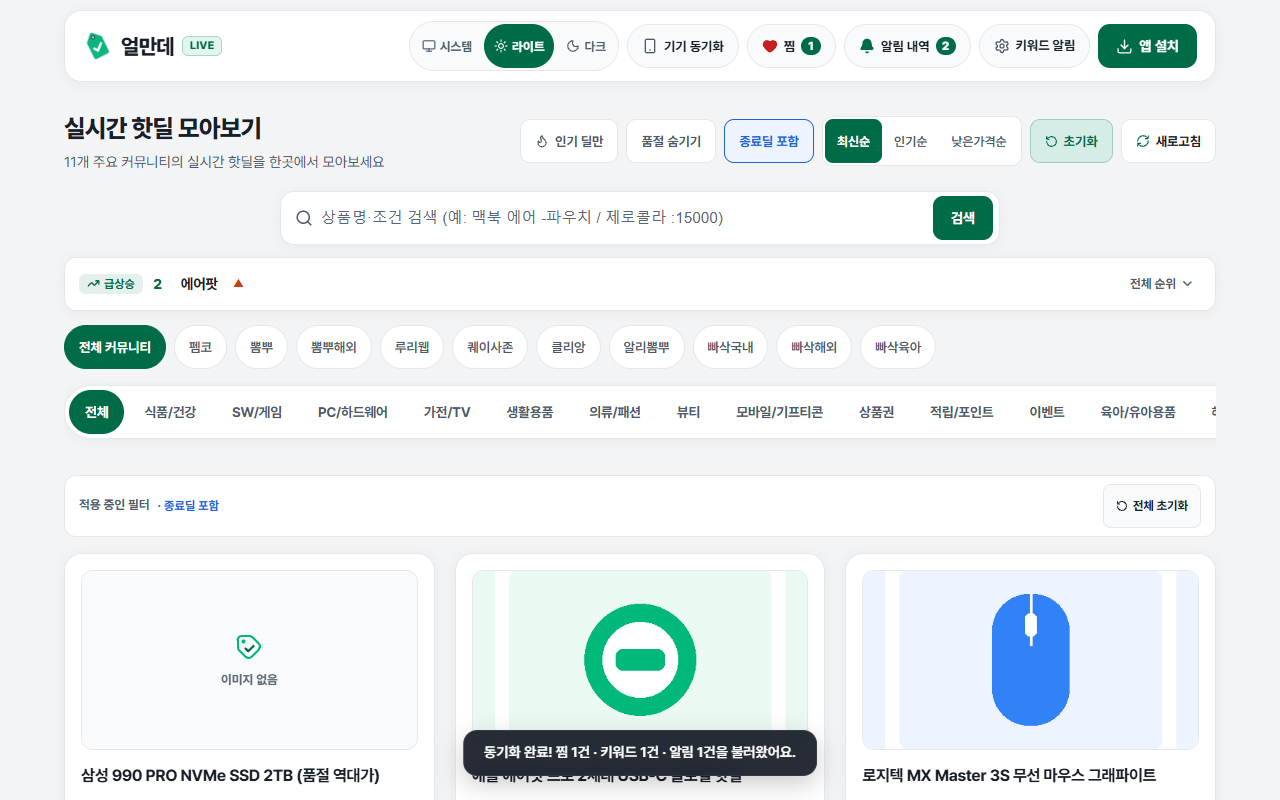 얼만데 LIVE
시스템 라이트 다크 기기 동기화 찜 1 알림 내역 2 키워드 알림 앱 설치
실시간 핫딜 모아보기
11개 주요 커뮤니티의 실시간 핫딜을 한곳에서 모아보세요
인기 딜만 품절 숨기기 종료딜 포함 최신순 인기순 낮은가격순 초기화 새로고침
상품명·조건 검색 (예: 맥북 에어 -파우치 / 제로콜라 :15000) 검색
급상승 2 에어팟 ▲ 전체 순위
전체 커뮤니티 펨코 뽐뿌 뽐뿌해외 루리웹 퀘이사존 클리앙 알리뽐뿌 빠삭국내 빠삭해외 빠삭육아
전체 식품/건강 SW/게임 PC/하드웨어 가전/TV 생활용품 의류/패션 뷰티 모바일/기프티콘 상품권 적립/포인트 이벤트 육아/유아용품
적용 중인 필터 · 종료딜 포함 전체 초기화
이미지 없음
동기화 완료! 찜 1건 · 키워드 1건 · 알림 1건을 불러왔어요.
삼성 990 PRO NVMe SSD 2TB (품절 역대가)
로지텍 MX Master 3S 무선 마우스 그래파이트